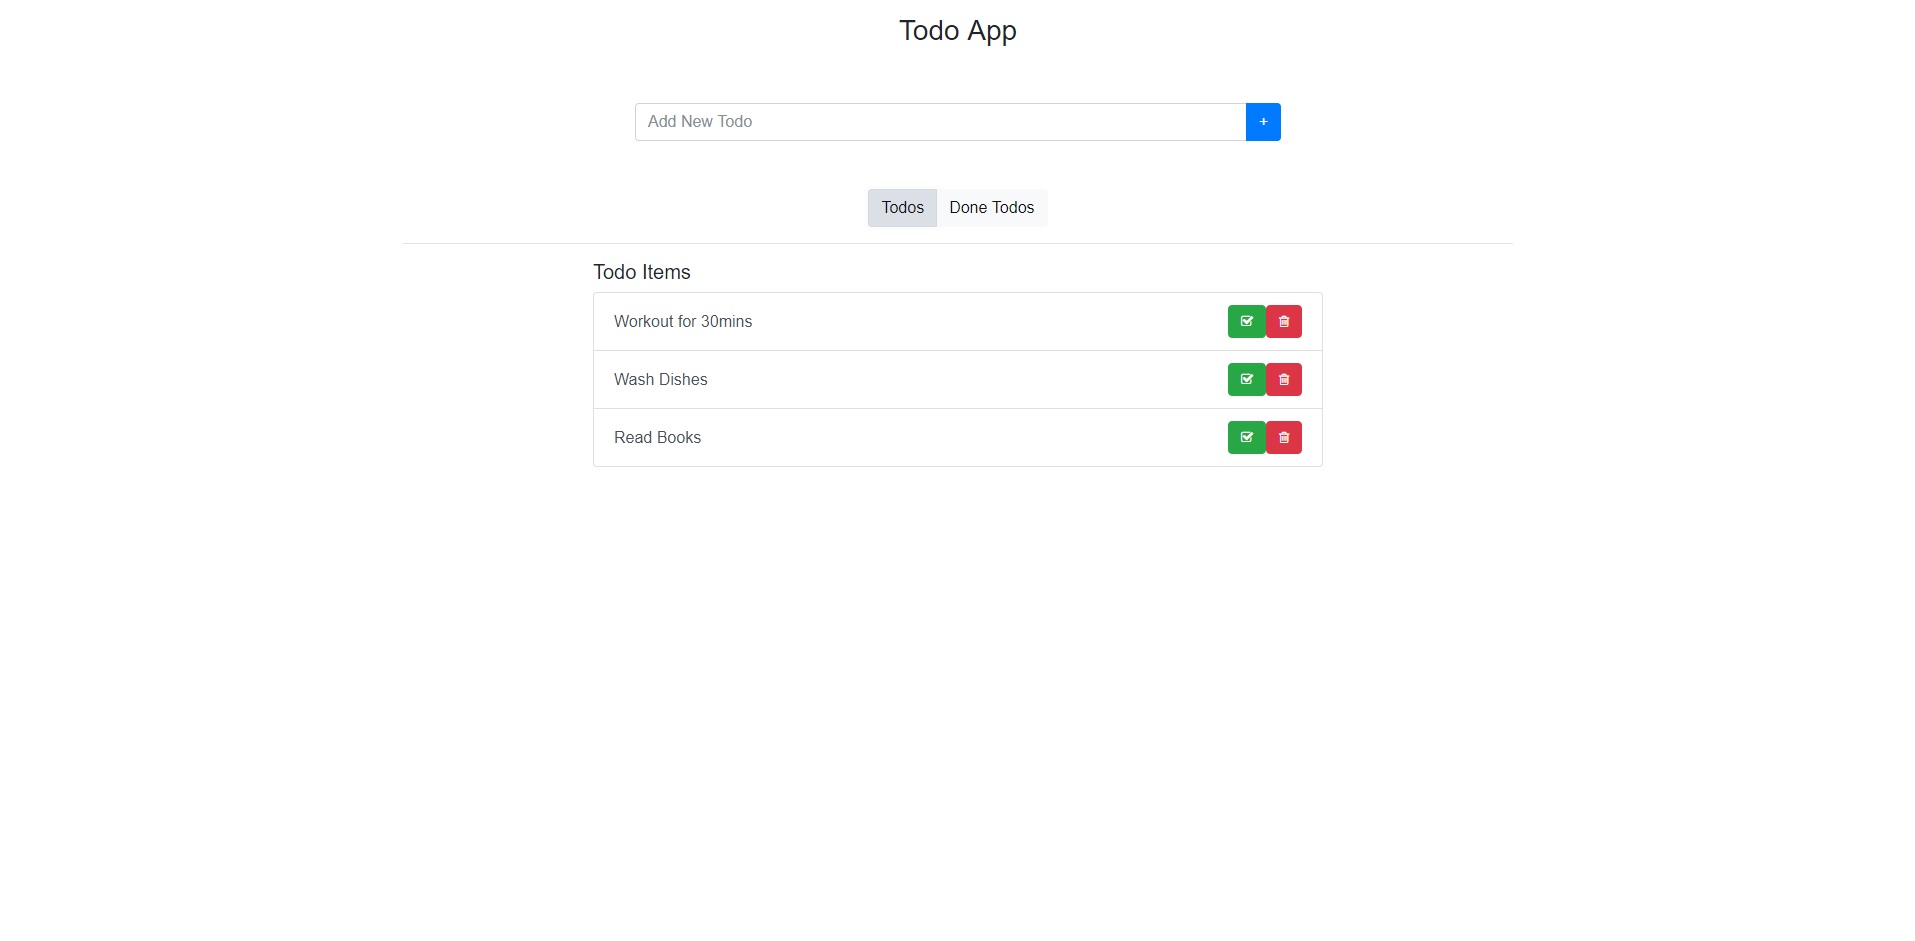 Todo App
Add New Todo
+
Todos Done Todos
Todo Items
Workout for 30mins
Wash Dishes
Read Books